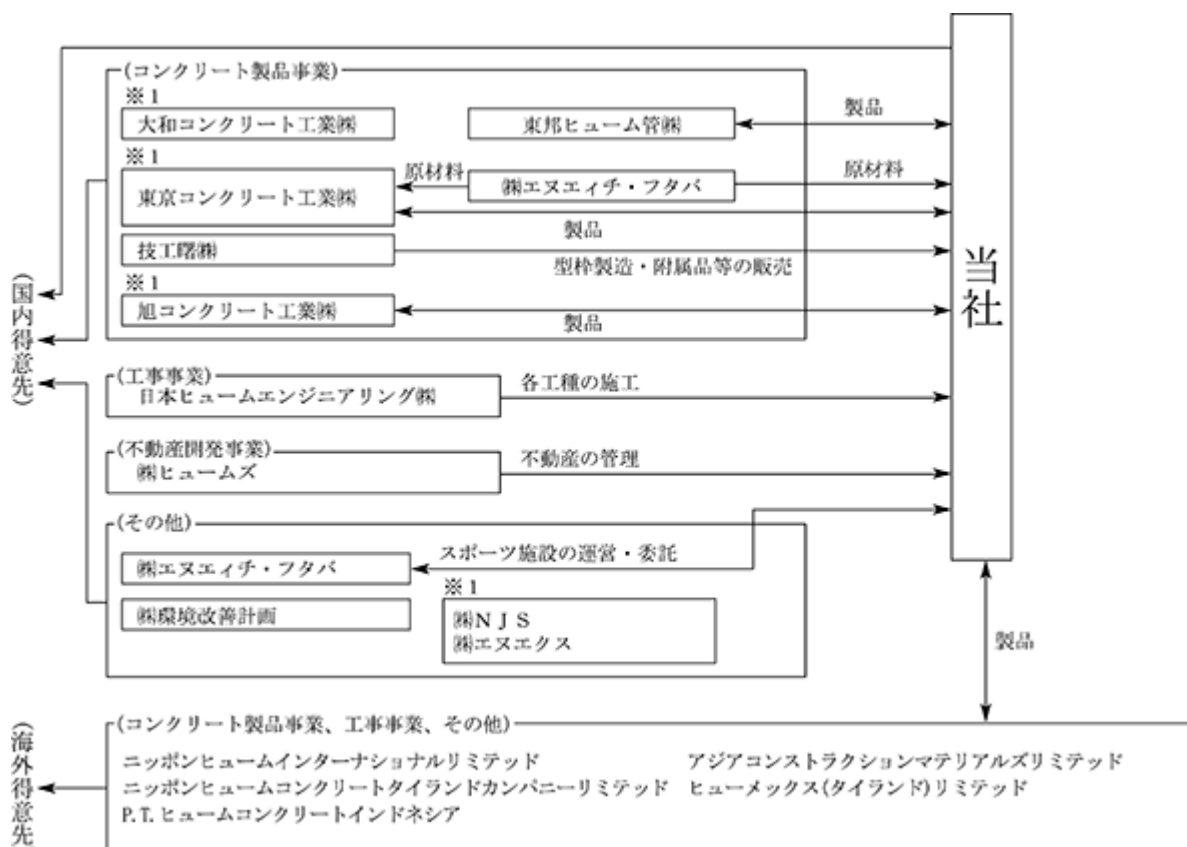 (コンクリート製品事業)
※1
大和コンクリート工業㈱
東邦ヒューム管㈱
製品
※1
東京コンクリート工業㈱
原材料
㈱エヌエィチ・フタバ
原材料
製品
技工曙㈱
型枠製造・附属品等の販売
※1
旭コンクリート工業㈱
製品
当社
(国内得意先)
(工事事業)
日本ヒュームエンジニアリング㈱
各工種の施工
(不動産開発事業)
㈱ヒュームズ
不動産の管理
(その他)
㈱エヌエィチ・フタバ
スポーツ施設の運営・委託
㈱環境改善計画
※1
㈱NJS
㈱エヌエクス
製品
(海外得意先
(コンクリート製品事業、工事事業、その他)
ニッポンヒュームインターナショナルリミテッド
アジアコンストラクションマテリアルズリミテッド
ニッポンヒュームコンクリートタイランドカンパニーリミテッド
ヒューメックス(タイランド)リミテッド
P.T.ヒュームコンクリートインドネシア